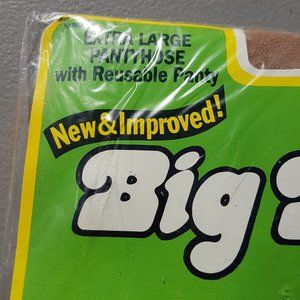 EXTRA LARGE
PANTYHOSE
with Reusable Panty
New & Improved!
Big